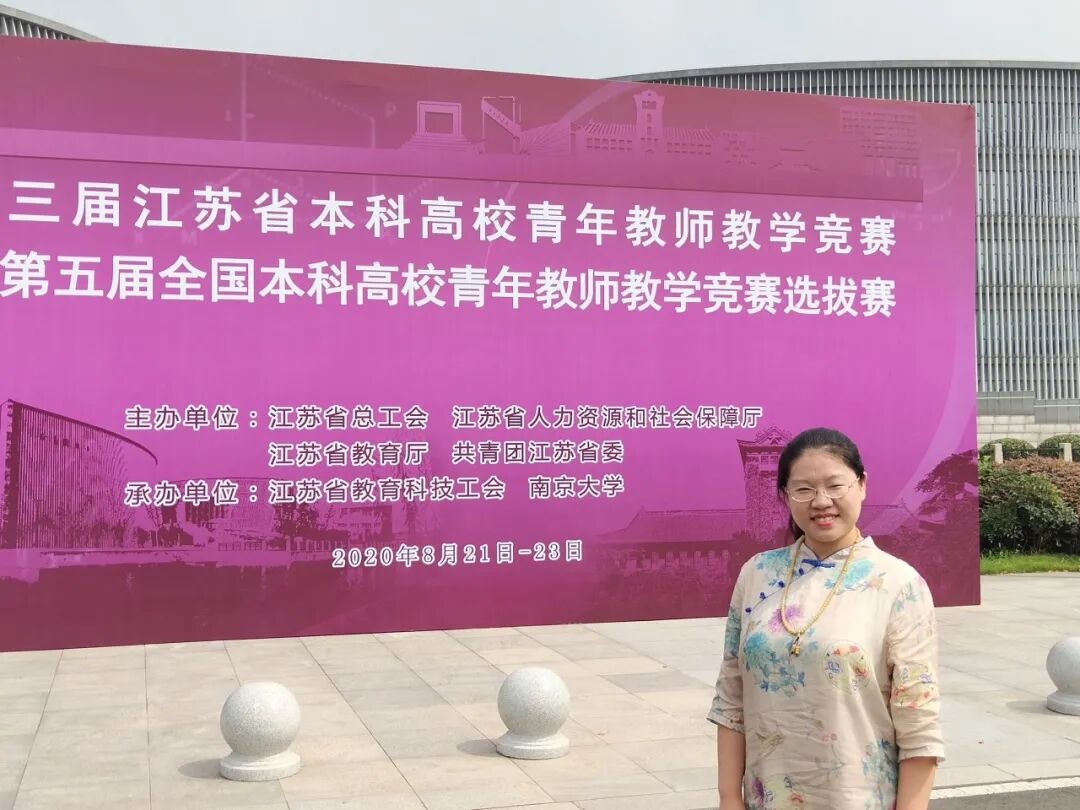 三届江苏省本科高校青年教师教学竞赛
第五届全国本科高校青年教师教学竞赛选拔赛
主办单位：江苏省总工会 江苏省人力资源和社会保障厅
江苏省教育厅 共青团江苏省委
承办单位：江苏省教育科技工会 南京大学
2020年8月21日-23日